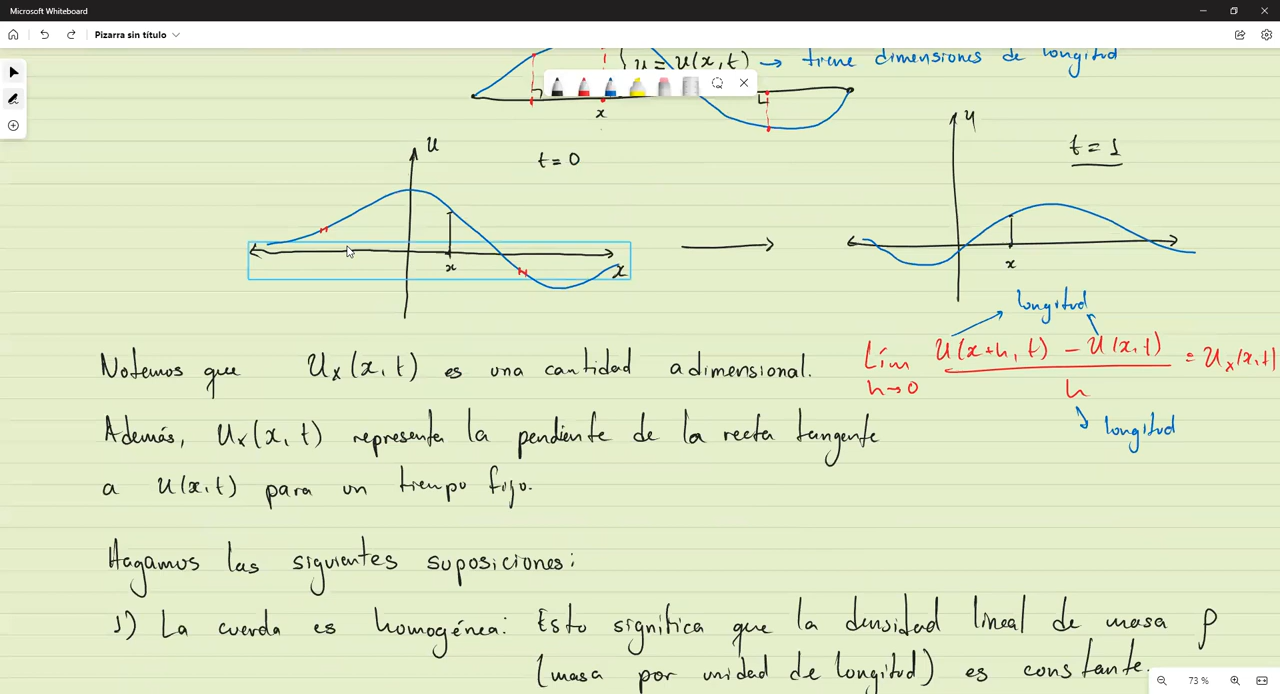 Microsoft Whiteboard
Pizarra sin título
u = u(x,t) → tiene dimensiones de longitud
x
u
t = 0
x
x
u
t = 1
x
longitud
Notemos que Ux(x,t) es una cantidad adimensional.
Lím h→0 U(x+h,t) - U(x,t) / h = Ux(x,t)
longitud
Además, Ux(x,t) representa la pendiente de la recta tangente
a U(x,t) para un tiempo fijo.
Hagamos las siguientes suposiciones:
1) La cuerda es homogénea: Esto significa que la densidad lineal de masa ρ
(masa por unidad de longitud) es constante.
73 %